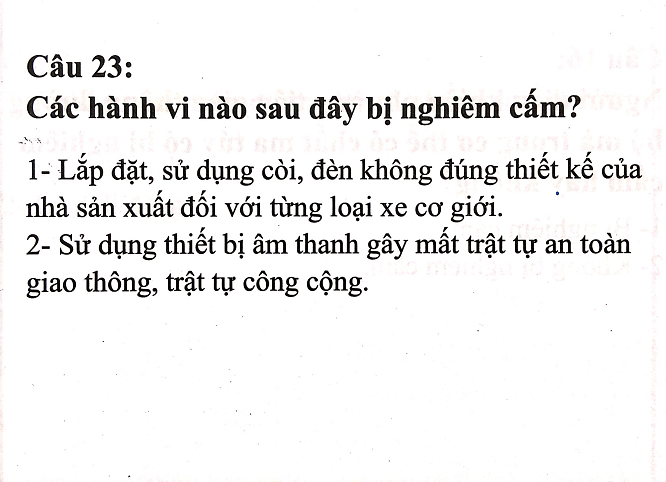 Câu 23:
Các hành vi nào sau đây bị nghiêm cấm?
1- Lắp đặt, sử dụng còi, đèn không đúng thiết kế của
nhà sản xuất đối với từng loại xe cơ giới.
2- Sử dụng thiết bị âm thanh gây mất trật tự an toàn
giao thông, trật tự công cộng.